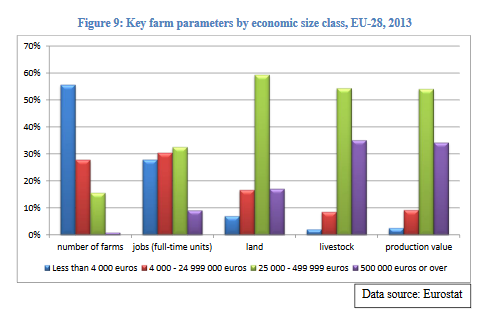 Figure 9: Key farm parameters by economic size class, EU-28, 2013
70%
60%
50%
40%
30%
20%
10%
0%
number of farms jobs (full-time units) land livestock production value
Less than 4 000 euros 4 000 - 24 999 000 euros 25 000 - 499 999 euros 500 000 euros or over
Data source: Eurostat